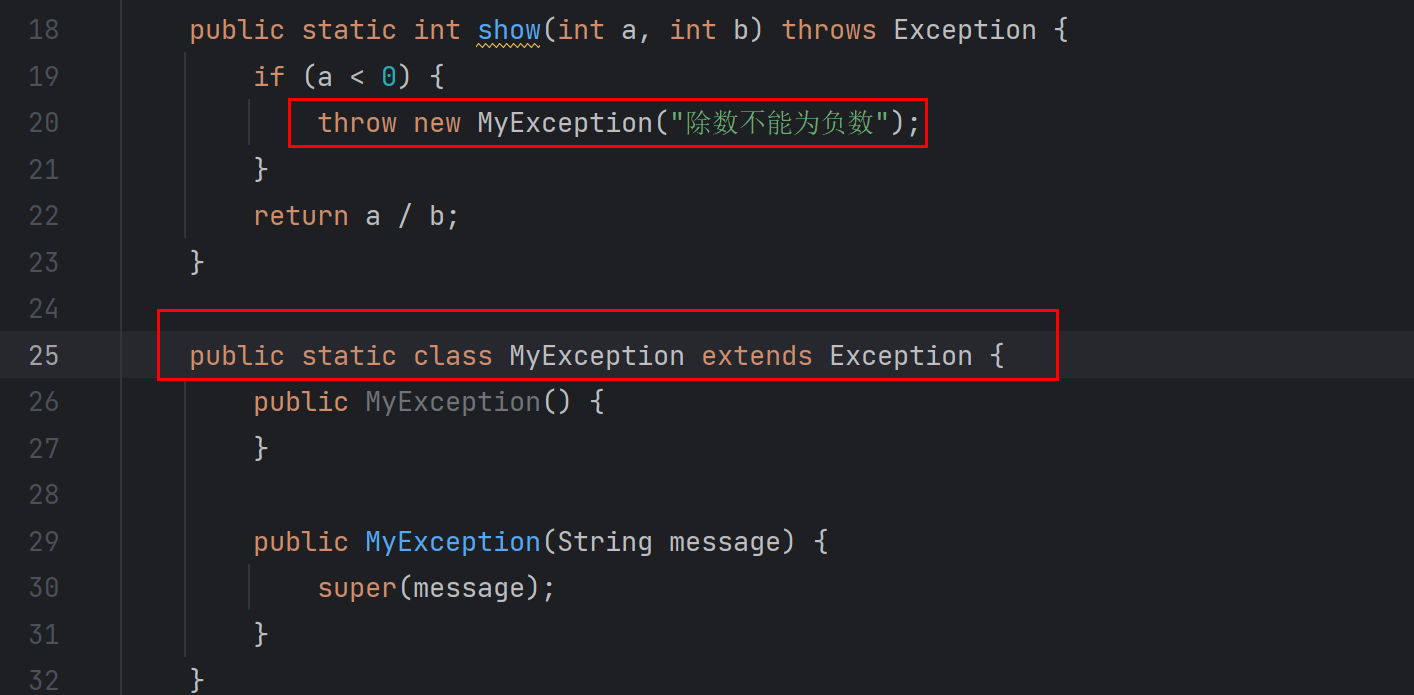 18 public static int show(int a, int b) throws Exception {
19 if (a < 0) {
20 throw new MyException("除数不能为负数");
21 }
22 return a / b;
23 }
24
25 public static class MyException extends Exception {
26 public MyException() {
27 }
28
29 public MyException(String message) {
30 super(message);
31 }
32 }